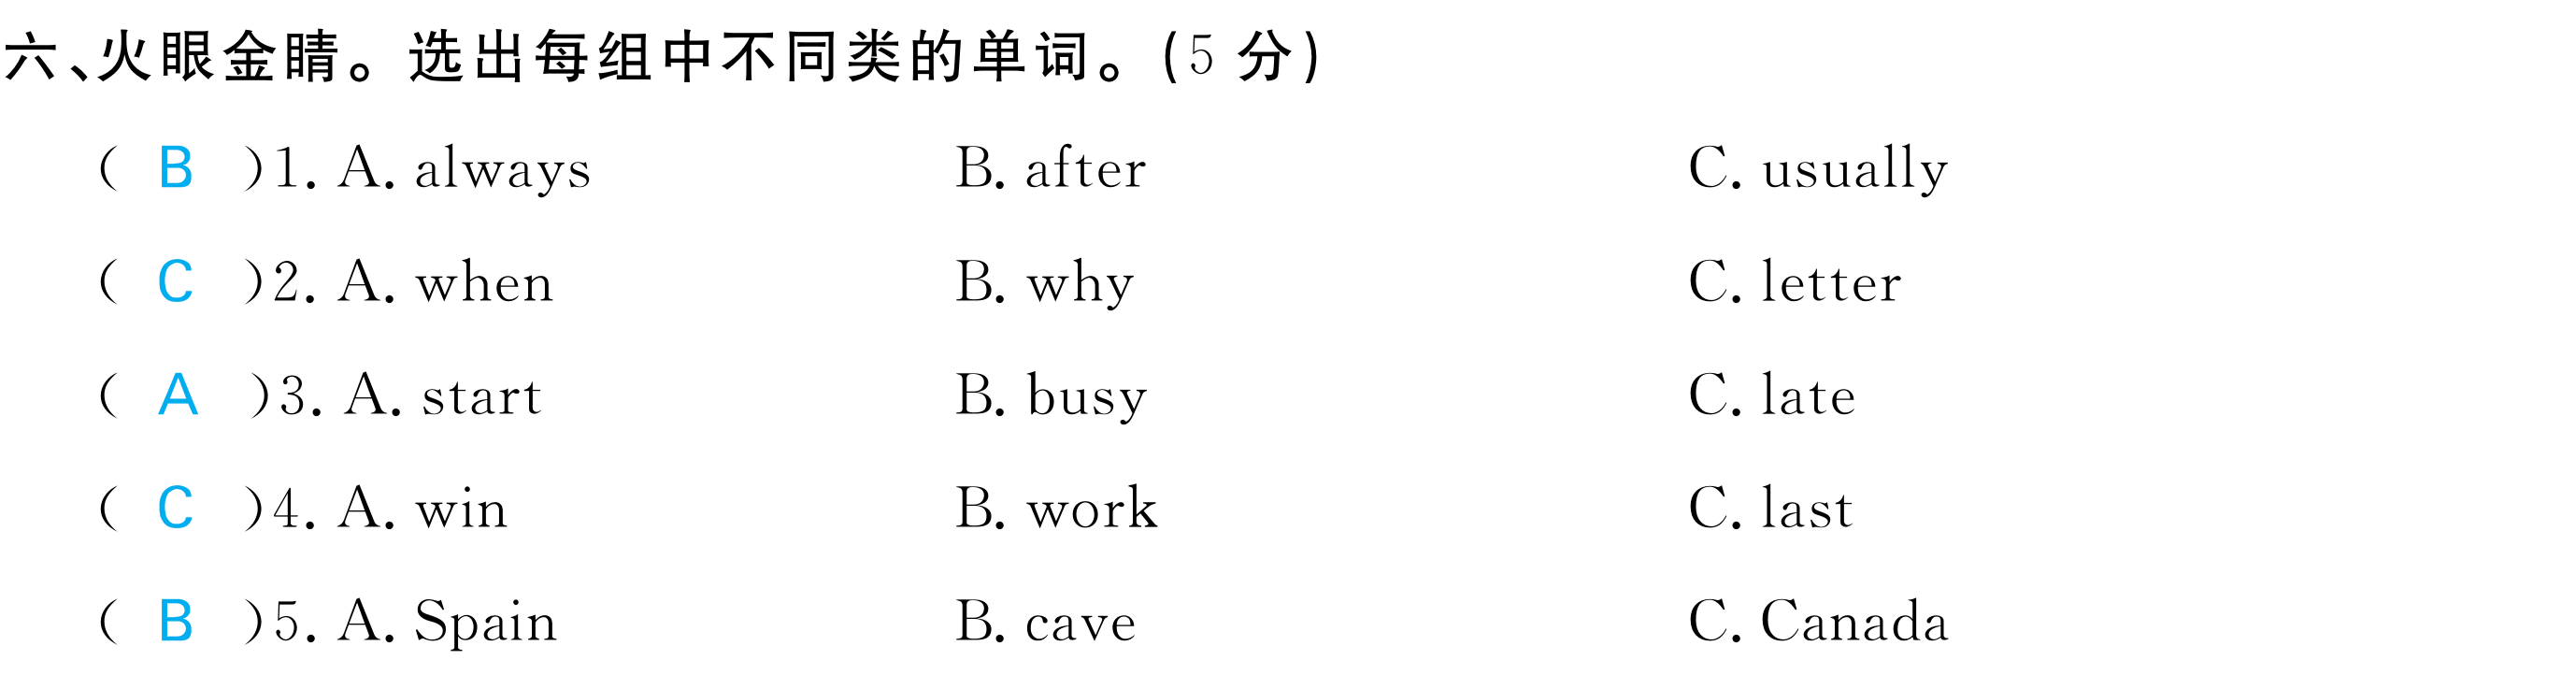 六、火眼金睛。选出每组中不同类的单词。(5 分)
( B )1. A. always B. after C. usually
( C )2. A. when B. why C. letter
( A )3. A. start B. busy C. late
( C )4. A. win B. work C. last
( B )5. A. Spain B. cave C. Canada